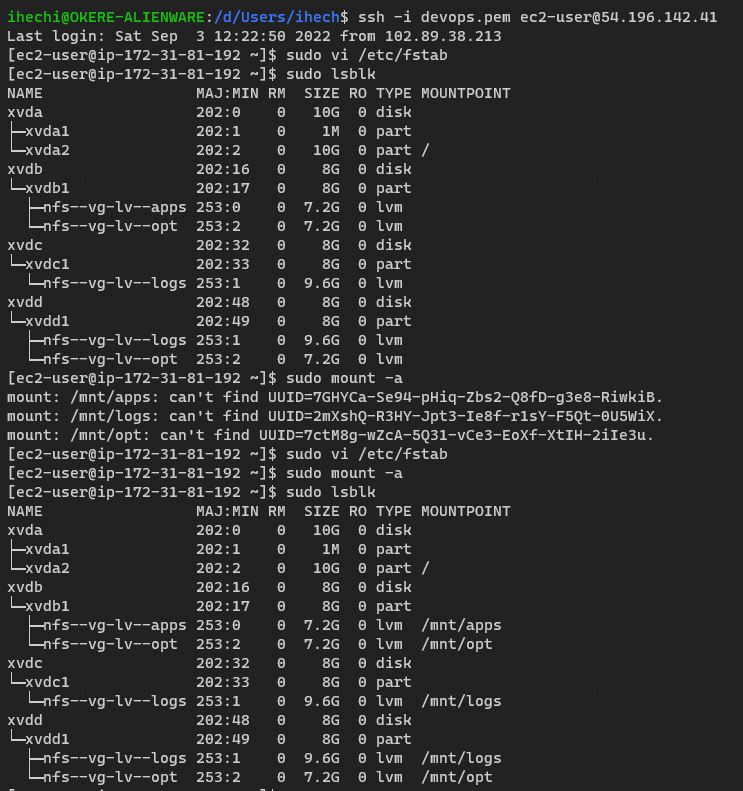 ihechi@OKERE-ALIENWARE:/d/Users/ihech$ ssh -i devops.pem ec2-user@54.196.142.41
Last login: Sat Sep  3 12:22:50 2022 from 102.89.38.213
[ec2-user@ip-172-31-81-192 ~]$ sudo vi /etc/fstab
[ec2-user@ip-172-31-81-192 ~]$ sudo lsblk
NAME                 MAJ:MIN RM  SIZE RO TYPE MOUNTPOINT
xvda                 202:0    0   10G  0 disk
├─xvda1              202:1    0    1M  0 part
└─xvda2              202:2    0   10G  0 part /
xvdb                 202:16   0    8G  0 disk
└─xvdb1              202:17   0    8G  0 part
  ├─nfs--vg-lv--apps 253:0    0  7.2G  0 lvm
  └─nfs--vg-lv--opt  253:2    0  7.2G  0 lvm
xvdc                 202:32   0    8G  0 disk
└─xvdc1              202:33   0    8G  0 part
  └─nfs--vg-lv--logs 253:1    0  9.6G  0 lvm
xvdd                 202:48   0    8G  0 disk
└─xvdd1              202:49   0    8G  0 part
  ├─nfs--vg-lv--logs 253:1    0  9.6G  0 lvm
  └─nfs--vg-lv--opt  253:2    0  7.2G  0 lvm
[ec2-user@ip-172-31-81-192 ~]$ sudo mount -a
mount: /mnt/apps: can't find UUID=7GHYCa-Se94-pHiq-Zbs2-Q8fD-g3e8-RiwkiB.
mount: /mnt/logs: can't find UUID=2mXshQ-R3HY-Jpt3-Ie8f-r1sY-F5Qt-0U5WiX.
mount: /mnt/opt: can't find UUID=7ctM8g-wZcA-5Q31-vCe3-EoXf-XtIH-2iIe3u.
[ec2-user@ip-172-31-81-192 ~]$ sudo vi /etc/fstab
[ec2-user@ip-172-31-81-192 ~]$ sudo mount -a
[ec2-user@ip-172-31-81-192 ~]$ sudo lsblk
NAME                 MAJ:MIN RM  SIZE RO TYPE MOUNTPOINT
xvda                 202:0    0   10G  0 disk
├─xvda1              202:1    0    1M  0 part
└─xvda2              202:2    0   10G  0 part /
xvdb                 202:16   0    8G  0 disk
└─xvdb1              202:17   0    8G  0 part
  ├─nfs--vg-lv--apps 253:0    0  7.2G  0 lvm  /mnt/apps
  └─nfs--vg-lv--opt  253:2    0  7.2G  0 lvm  /mnt/opt
xvdc                 202:32   0    8G  0 disk
└─xvdc1              202:33   0    8G  0 part
  └─nfs--vg-lv--logs 253:1    0  9.6G  0 lvm  /mnt/logs
xvdd                 202:48   0    8G  0 disk
└─xvdd1              202:49   0    8G  0 part
  ├─nfs--vg-lv--logs 253:1    0  9.6G  0 lvm  /mnt/logs
  └─nfs--vg-lv--opt  253:2    0  7.2G  0 lvm  /mnt/opt